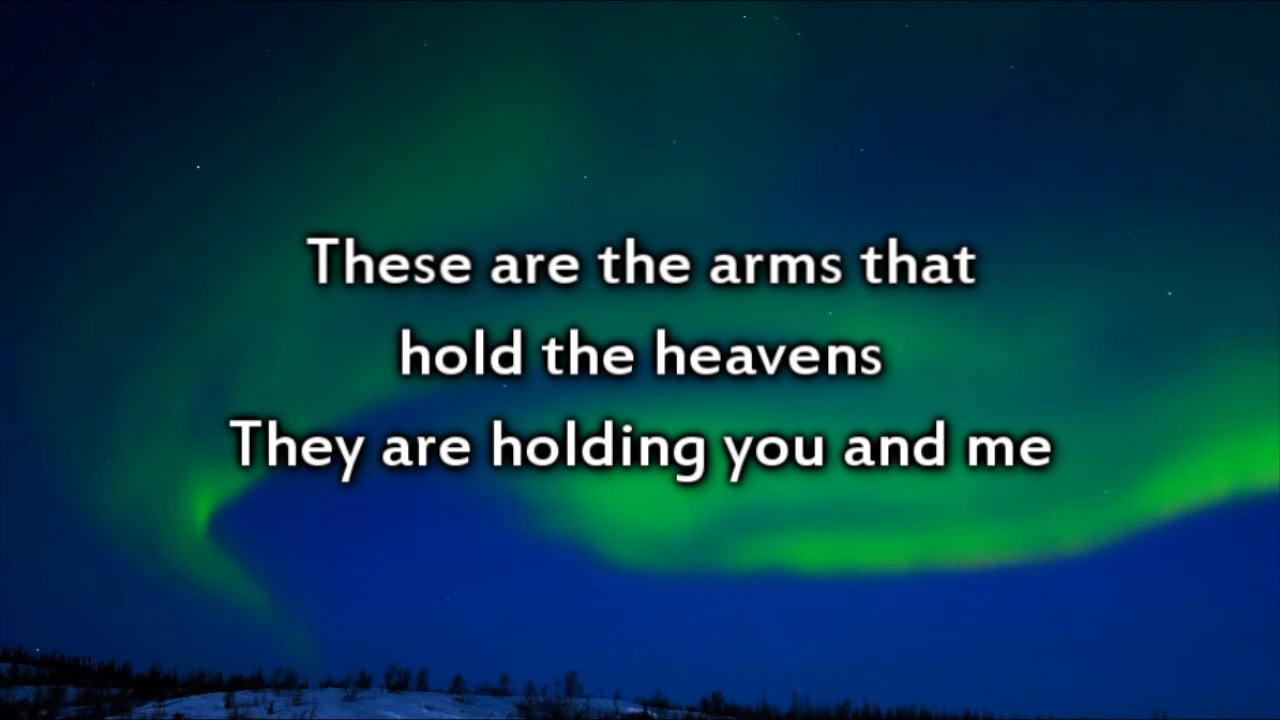 These are the arms that
hold the heavens
They are holding you and me